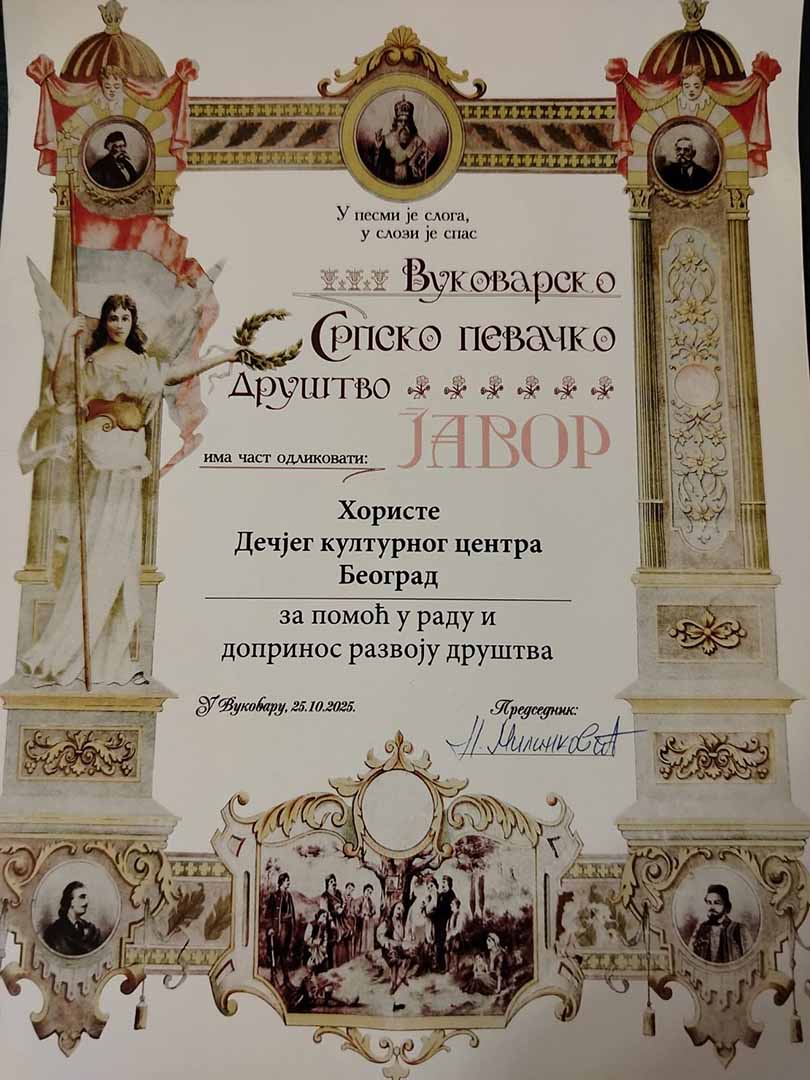 У песми је слога,
у слози је спас
Вуковарско
Српско певачко
Друштво
ЈАВОР
има част одликовати:
Хористе
Дечјег културног центра
Београд
за помоћ у раду и
допринос развоју друштва
У Вуковару, 25.10.2025.
Председник:
Н. Милинковић